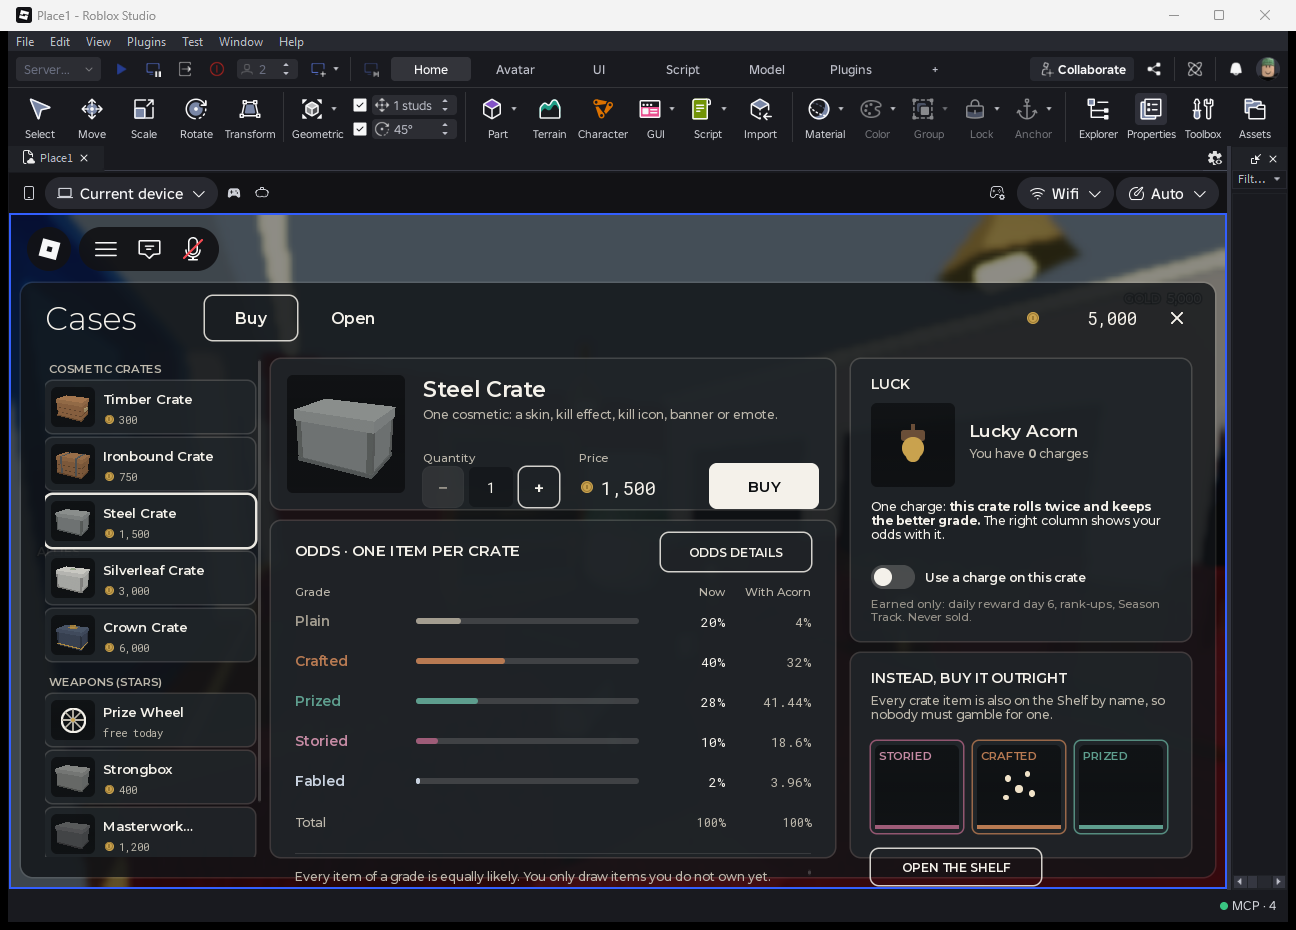 Place1 - Roblox Studio
File Edit View Plugins Test Window Help
Server... 2 Home Avatar UI Script Model Plugins + Collaborate
1 studs
45°
Select Move Scale Rotate Transform Geometric Part Terrain Character GUI Script Import Material Color Group Lock Anchor Explorer Properties Toolbox Assets
Place1
Filt...
Current device Wifi Auto
Cases Buy Open 5,000
COSMETIC CRATES
Timber Crate
300
Ironbound Crate
750
Steel Crate
1,500
Silverleaf Crate
3,000
Crown Crate
6,000
WEAPONS (STARS)
Prize Wheel
free today
Strongbox
400
Masterwork...
1,200
Steel Crate
One cosmetic: a skin, kill effect, kill icon, banner or emote.
Quantity Price
− 1 + 1,500 BUY
ODDS · ONE ITEM PER CRATE ODDS DETAILS
Grade Now With Acorn
Plain 20% 4%
Crafted 40% 32%
Prized 28% 41.44%
Storied 10% 18.6%
Fabled 2% 3.96%
Total 100% 100%
Every item of a grade is equally likely. You only draw items you do not own yet.
LUCK
Lucky Acorn
You have 0 charges
One charge: this crate rolls twice and keeps
the better grade. The right column shows your
odds with it.
Use a charge on this crate
Earned only: daily reward day 6, rank-ups, Season
Track. Never sold.
INSTEAD, BUY IT OUTRIGHT
Every crate item is also on the Shelf by name, so
nobody must gamble for one.
STORIED CRAFTED PRIZED
OPEN THE SHELF
MCP · 4